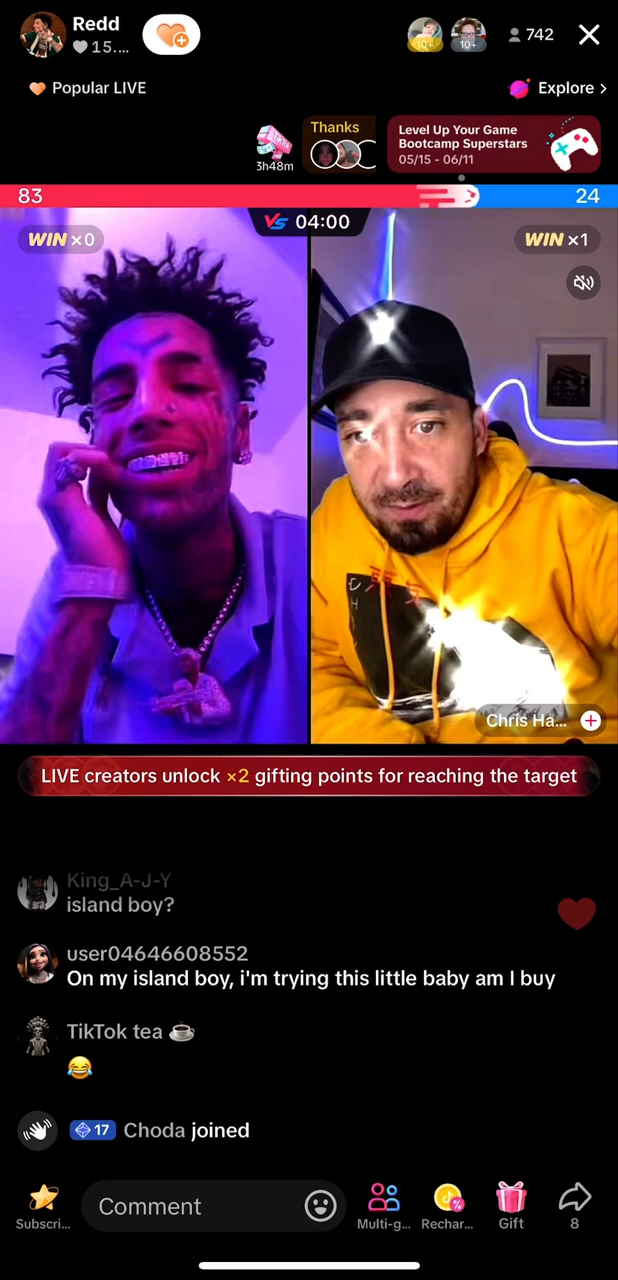 Redd
15....
10+
10+
742
Popular LIVE
Explore >
3h48m
Thanks
Level Up Your Game
Bootcamp Superstars
05/15 - 06/11
83
24
VS 04:00
WIN ×0
WIN ×1
Chris Ha...
LIVE creators unlock ×2 gifting points for reaching the target
King_A-J-Y
island boy?
user04646608552
On my island boy, i'm trying this little baby am I buy
TikTok tea ☕
😂
17 Choda joined
Comment
Subscri...
Multi-g...
Rechar...
Gift
8